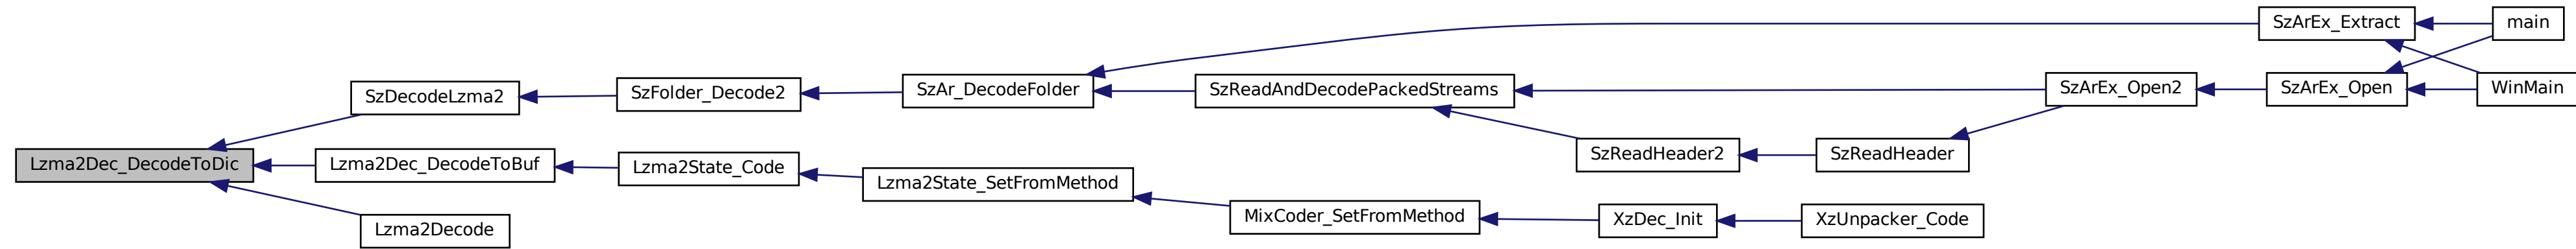 Lzma2Dec_DecodeToDic
SzDecodeLzma2
SzFolder_Decode2
SzAr_DecodeFolder
SzArEx_Extract
main
WinMain
SzReadAndDecodePackedStreams
SzArEx_Open2
SzArEx_Open
SzReadHeader2
SzReadHeader
Lzma2Dec_DecodeToBuf
Lzma2State_Code
Lzma2State_SetFromMethod
MixCoder_SetFromMethod
XzDec_Init
XzUnpacker_Code
Lzma2Decode